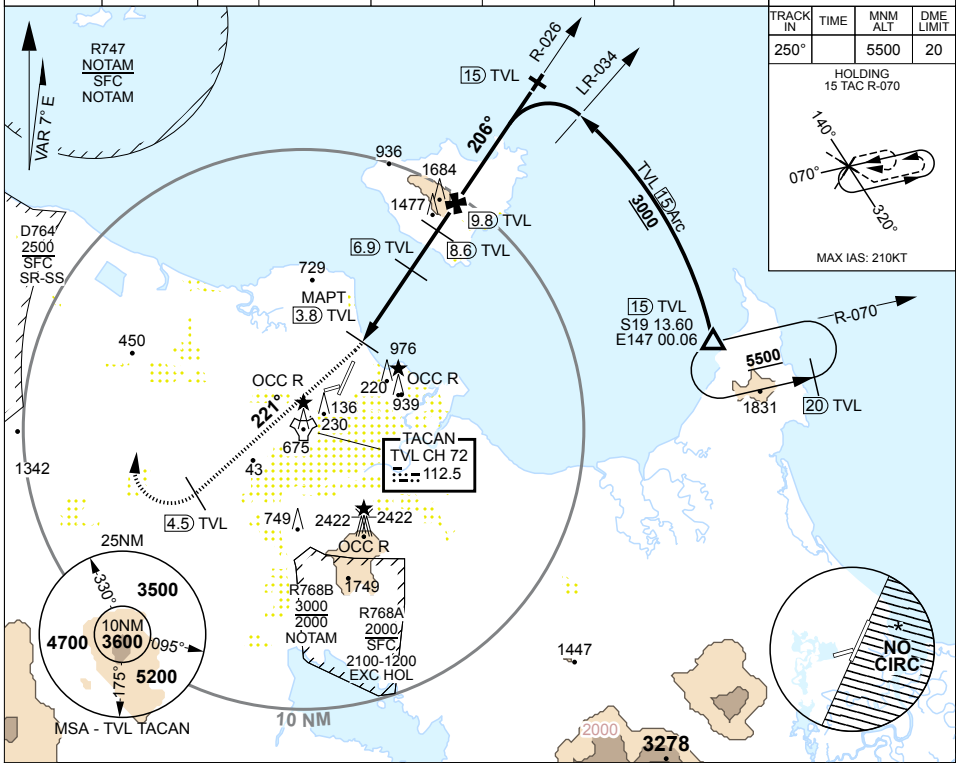 R747
NOTAM
SFC
NOTAM
VAR 7° E
15 TVL
R-026
LR-034
206°
TVL 15 Arc
3000
TRACK IN
TIME
MNM ALT
DME LIMIT
250°
5500
20
HOLDING
15 TAC R-070
140°
070°
320°
MAX IAS: 210KT
936
1684
1477
9.8 TVL
8.6 TVL
6.9 TVL
D764
2500
SFC
SR-SS
729
MAPT
3.8 TVL
450
15 TVL
S19 13.60
E147 00.06
R-070
5500
1831
20 TVL
976
OCC R
220
939
OCC R
136
230
675
221°
TACAN
TVL CH 72
112.5
1342
43
4.5 TVL
749
2422
2422
OCC R
1749
R768B
3000
2000
NOTAM
R768A
2000
SFC
2100-1200
EXC HOL
25NM
330°
3500
10NM
3600
4700
095°
5200
175°
MSA - TVL TACAN
10 NM
1447
2000
3278
*
NO
CIRC